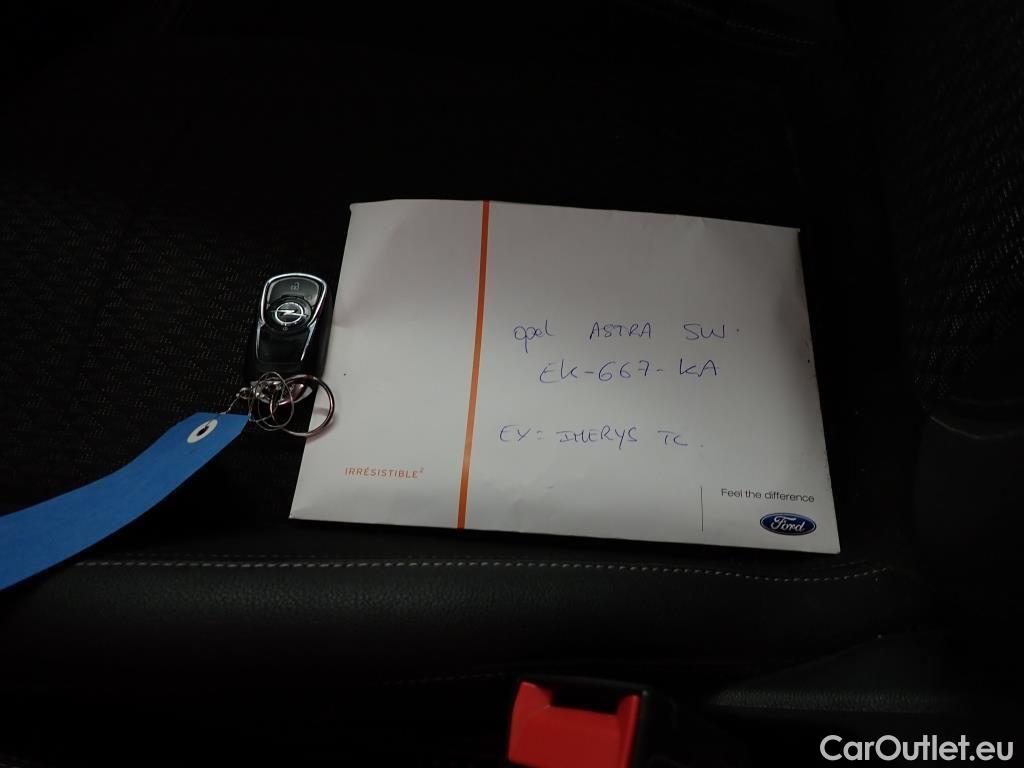 Opel ASTRA SW.
EK-667-KA
EX = IMERYS TC.
IRRÉSISTIBLE²
Feel the difference
Ford
CarOutlet.eu